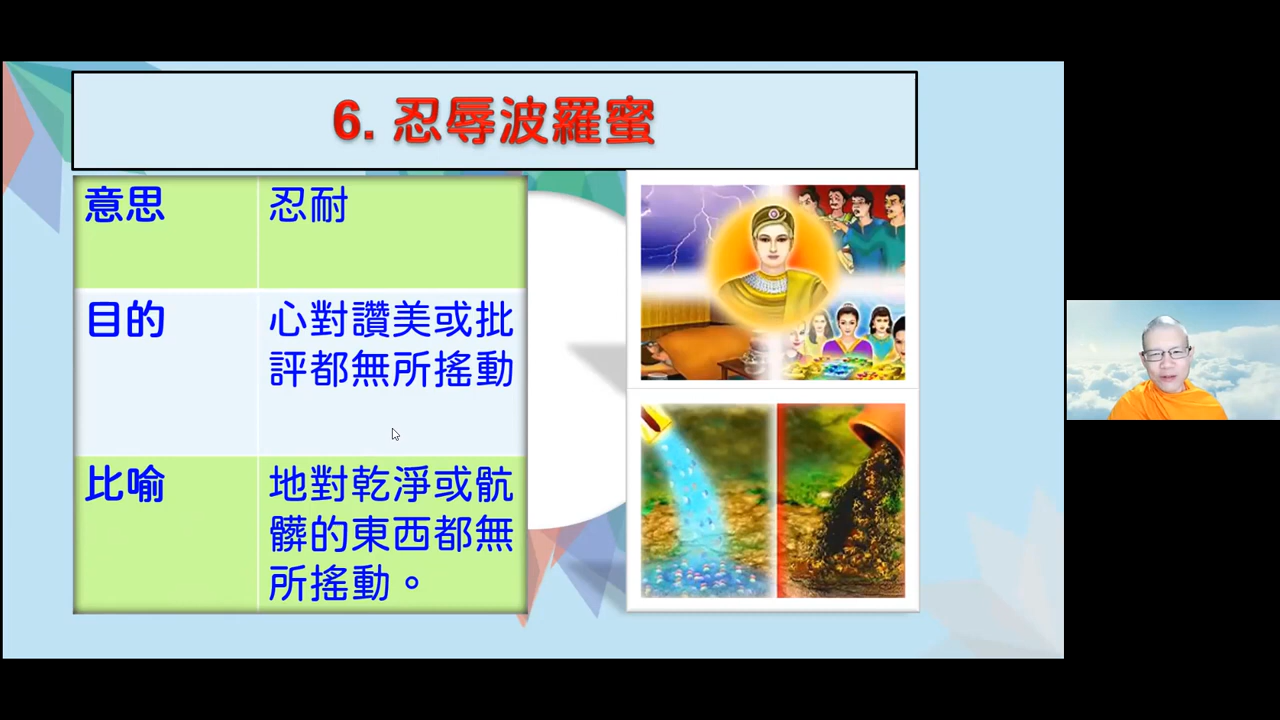 6. 忍辱波羅蜜
意思
忍耐
目的
心對讚美或批
評都無所搖動
比喻
地對乾淨或骯
髒的東西都無
所搖動。